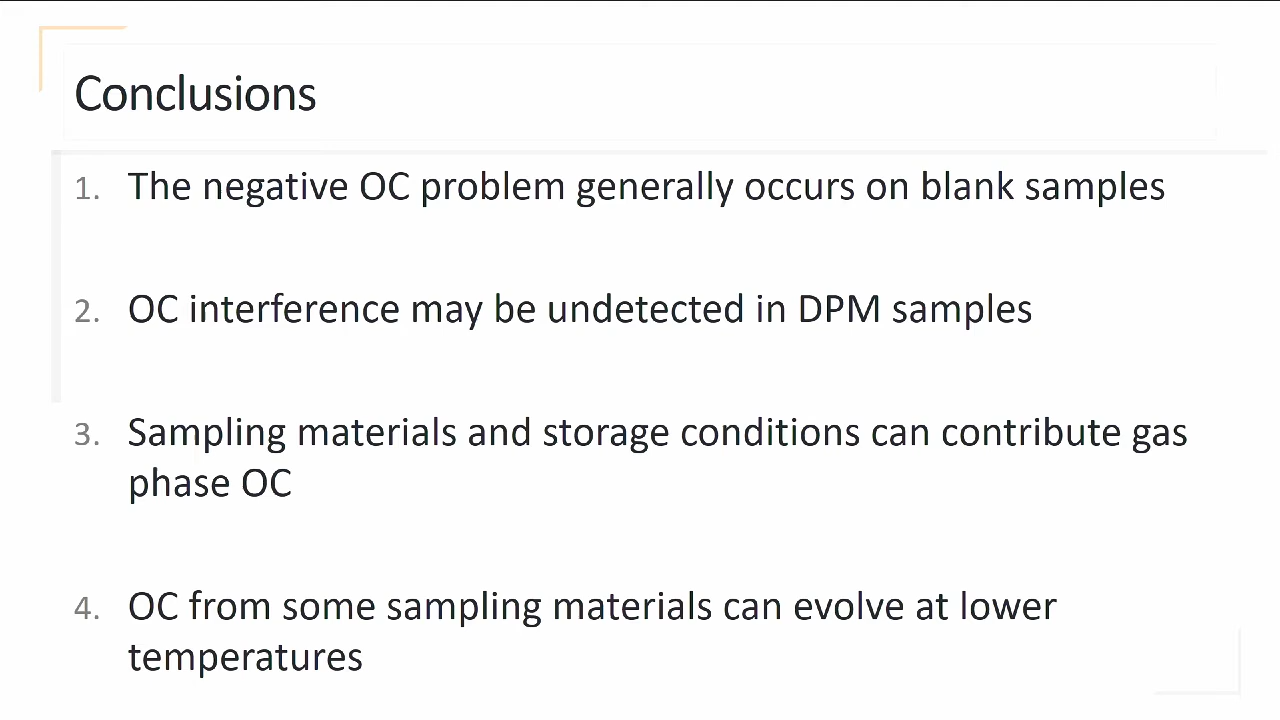 Conclusions
1. The negative OC problem generally occurs on blank samples
2. OC interference may be undetected in DPM samples
3. Sampling materials and storage conditions can contribute gas
phase OC
4. OC from some sampling materials can evolve at lower
temperatures